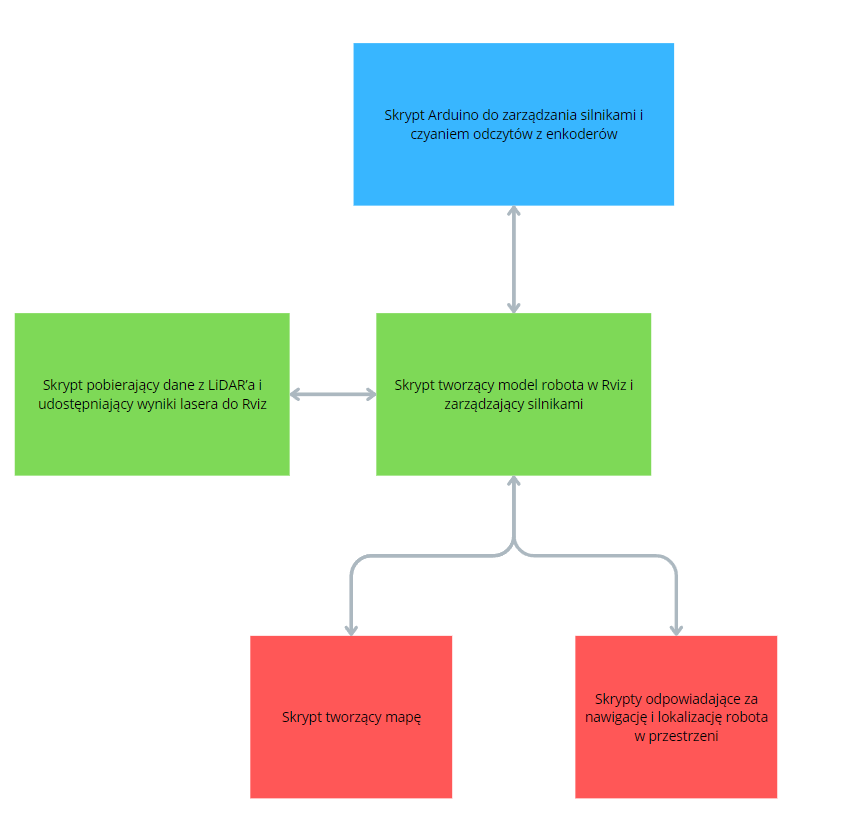 Skrypt Arduino do zarządzania silnikami i
czyaniem odczytów z enkoderów
Skrypt pobierający dane z LiDAR'a i
udostępniający wyniki lasera do Rviz
Skrypt tworzący model robota w Rviz i
zarządzający silnikami
Skrypt tworzący mapę
Skrypty odpowiadające za
nawigację i lokalizację robota
w przestrzeni